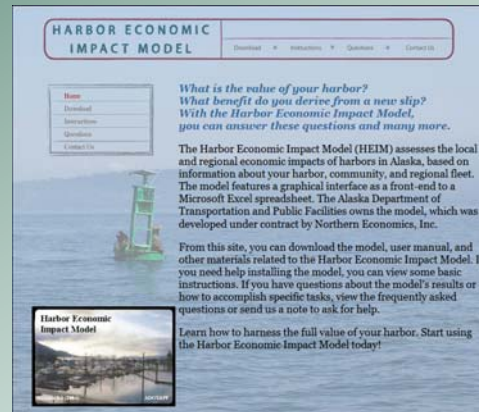 HARBOR ECONOMIC
IMPACT MODEL
Download
Instructions
Questions
Contact Us
Home
Download
Instructions
Questions
Contact Us
What is the value of your harbor?
What benefit do you derive from a new slip?
With the Harbor Economic Impact Model,
you can answer these questions and many more.
The Harbor Economic Impact Model (HEIM) assesses the local
and regional economic impacts of harbors in Alaska, based on
information about your harbor, community, and regional fleet.
The model features a graphical interface as a front-end to a
Microsoft Excel spreadsheet. The Alaska Department of
Transportation and Public Facilities owns the model, which was
developed under contract by Northern Economics, Inc.
From this site, you can download the model, user manual, and
other materials related to the Harbor Economic Impact Model.
you need help installing the model, you can view some basic
instructions. If you have questions about the model's results or
how to accomplish specific tasks, view the frequently asked
questions or send us a note to ask for help.
Learn how to harness the full value of your harbor. Start using
the Harbor Economic Impact Model today!
Harbor Economic
Impact Model